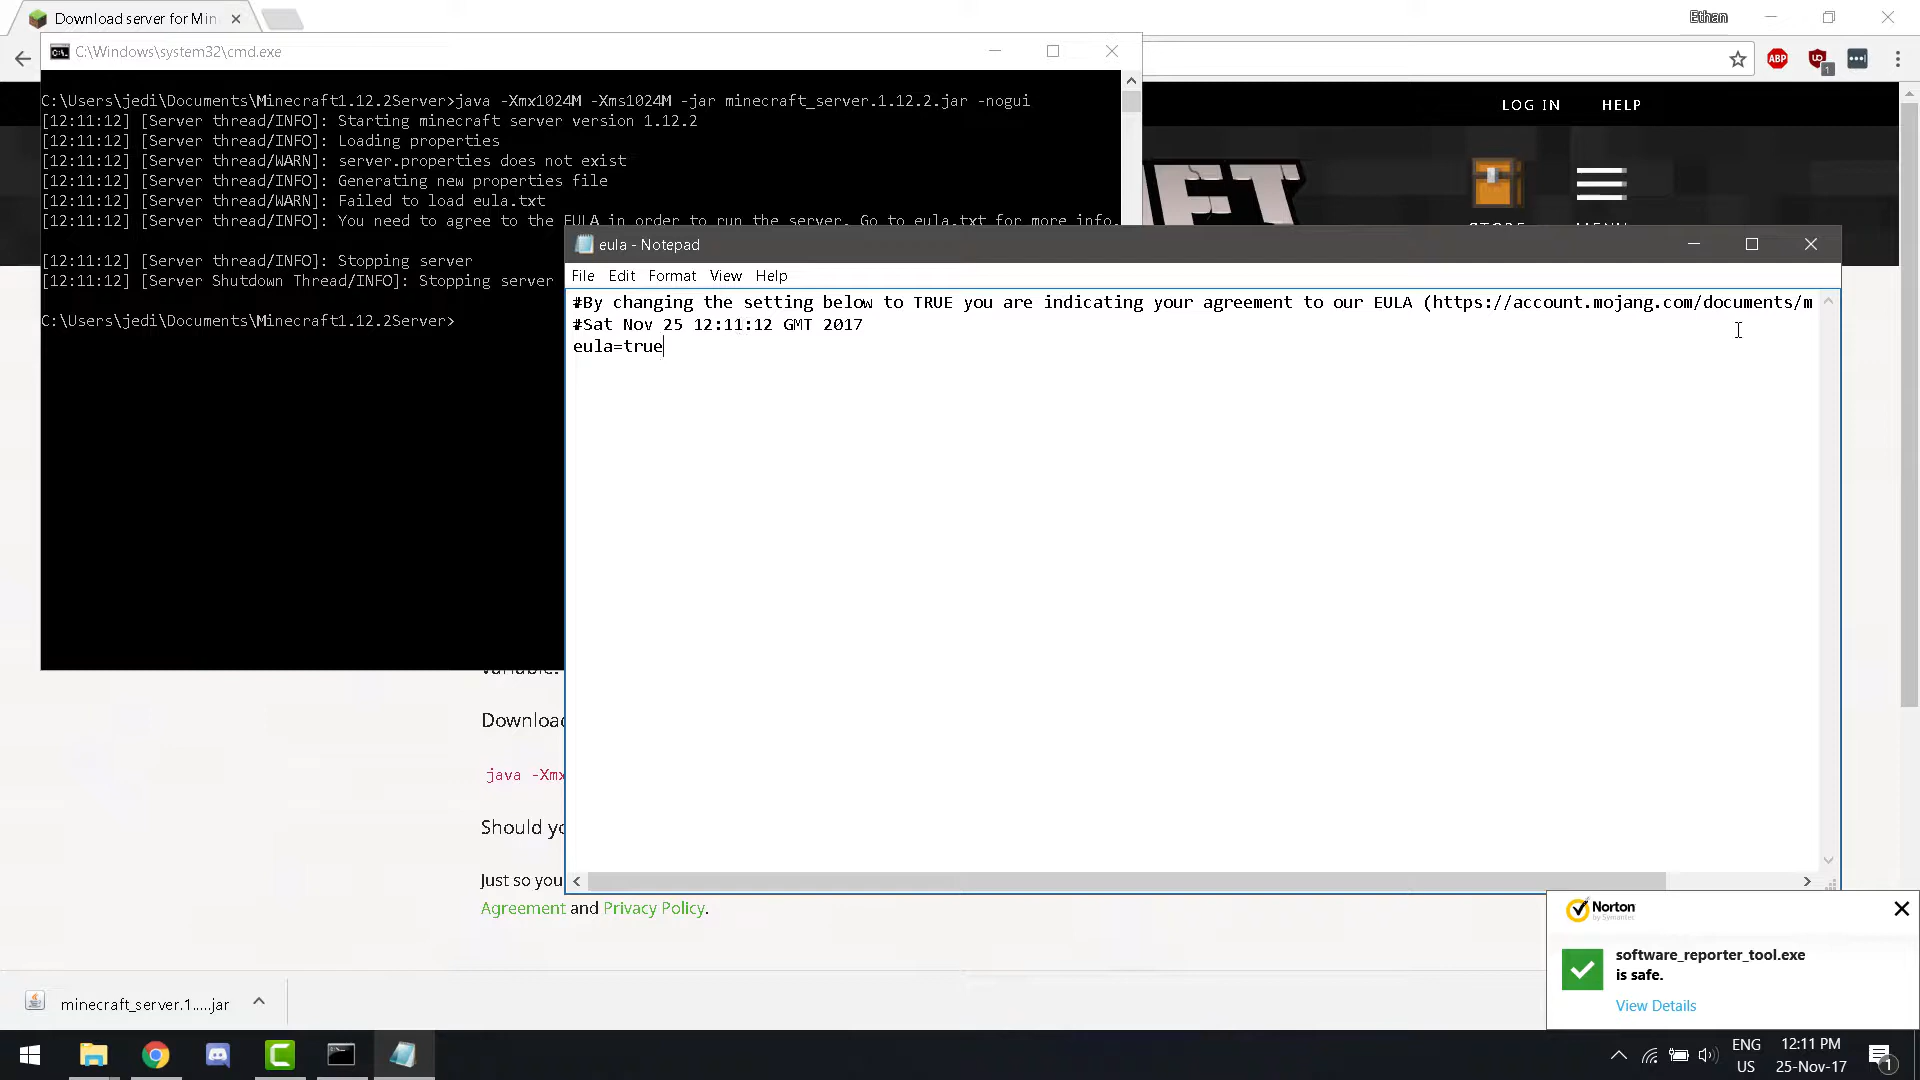 Download server for Min
Ethan
C:\Windows\system32\cmd.exe
ABP
1
LOG IN
HELP
C:\Users\jedi\Documents\Minecraft1.12.2Server>java -Xmx1024M -Xms1024M -jar minecraft_server.1.12.2.jar -nogui
[12:11:12] [Server thread/INFO]: Starting minecraft server version 1.12.2
[12:11:12] [Server thread/INFO]: Loading properties
[12:11:12] [Server thread/WARN]: server.properties does not exist
[12:11:12] [Server thread/INFO]: Generating new properties file
[12:11:12] [Server thread/WARN]: Failed to load eula.txt
[12:11:12] [Server thread/INFO]: You need to agree to the EULA in order to run the server. Go to eula.txt for more info.
[12:11:12] [Server thread/INFO]: Stopping server
[12:11:12] [Server Shutdown Thread/INFO]: Stopping server
C:\Users\jedi\Documents\Minecraft1.12.2Server>
FT
STORE
MENU
eula - Notepad
File Edit Format View Help
#By changing the setting below to TRUE you are indicating your agreement to our EULA (https://account.mojang.com/documents/m
#Sat Nov 25 12:11:12 GMT 2017
eula=true
variable.
Download
java -Xmx
Should yo
Just so you
Agreement and Privacy Policy.
Norton
by Symantec
software_reporter_tool.exe
is safe.
View Details
minecraft_server.1.....jar
ENG
US
12:11 PM
25-Nov-17
1